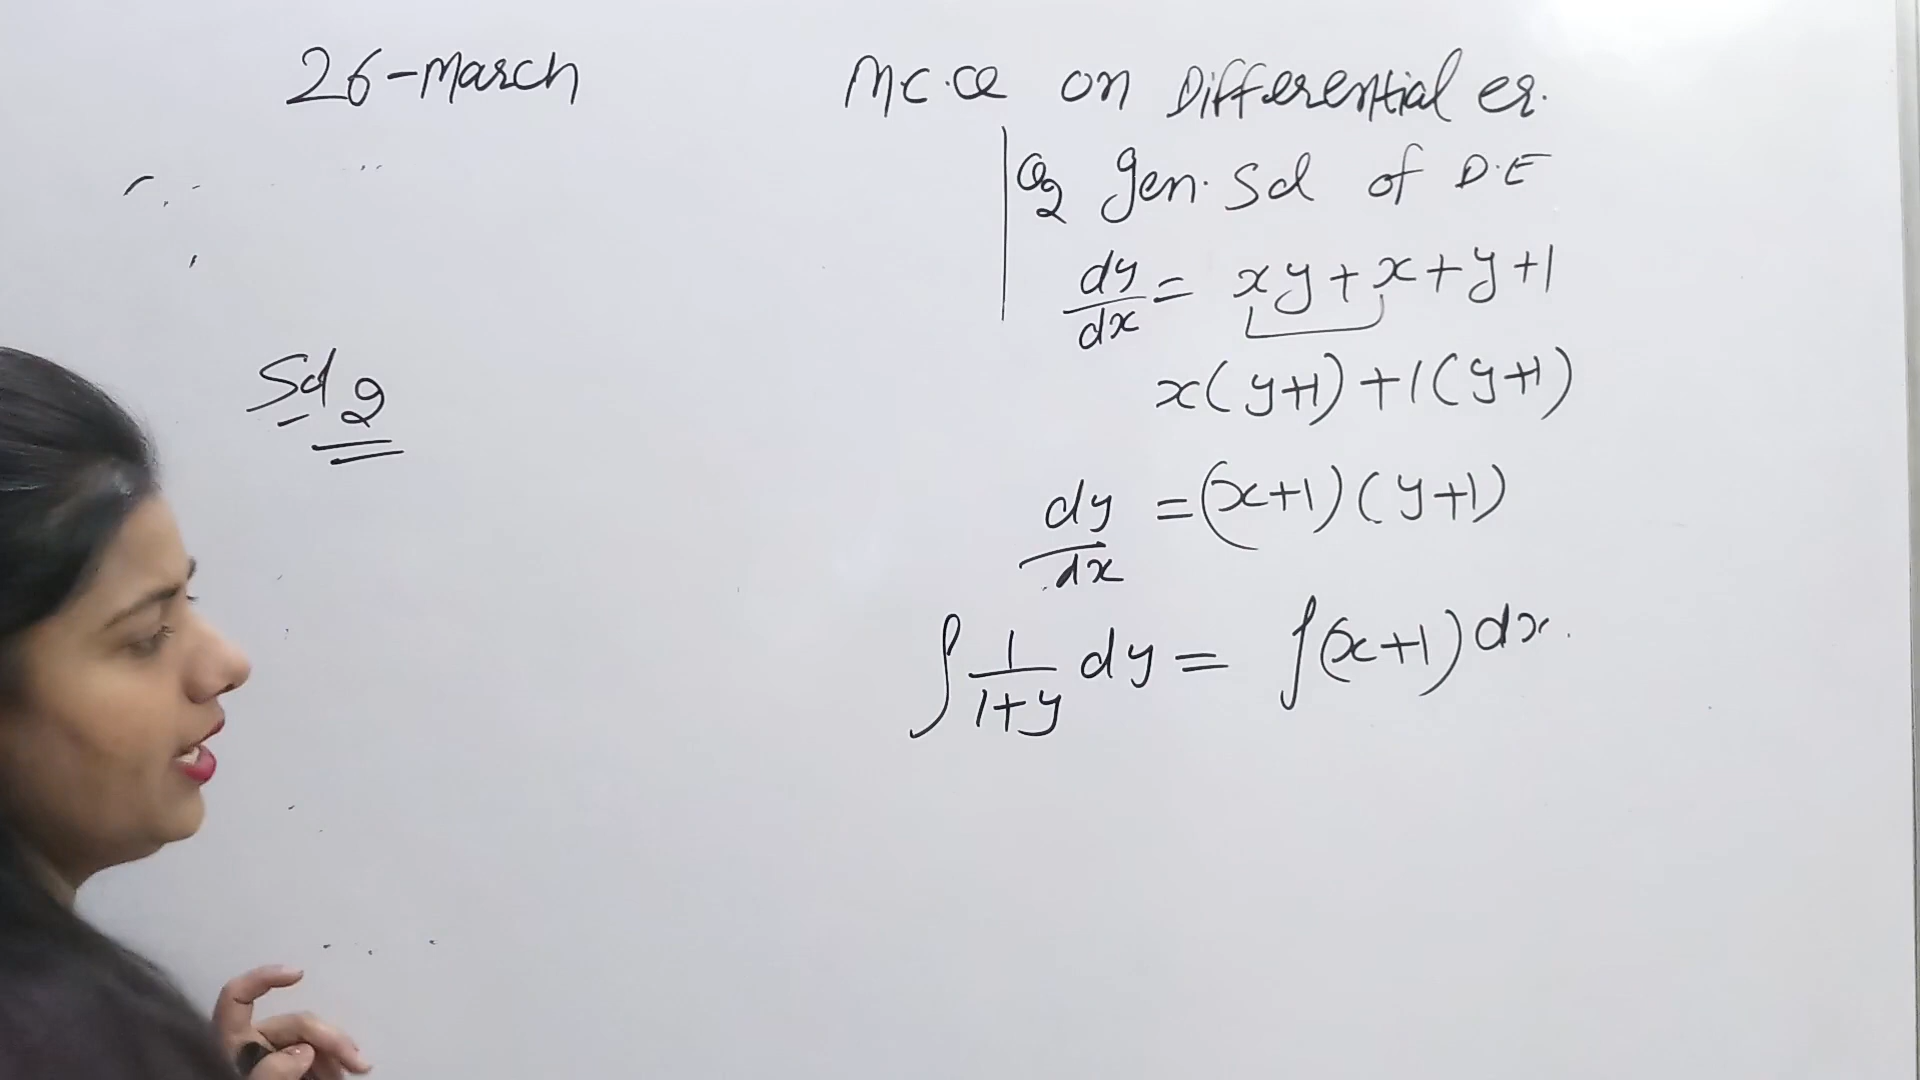 26-March
M.C.Q on Differential eq.
Q2 Gen. Sol of D.E
dy/dx = xy + x + y + 1
x(y+1) + 1(y+1)
Sol 2
dy/dx = (x+1)(y+1)
∫ 1/(1+y) dy = ∫(x+1) dx.